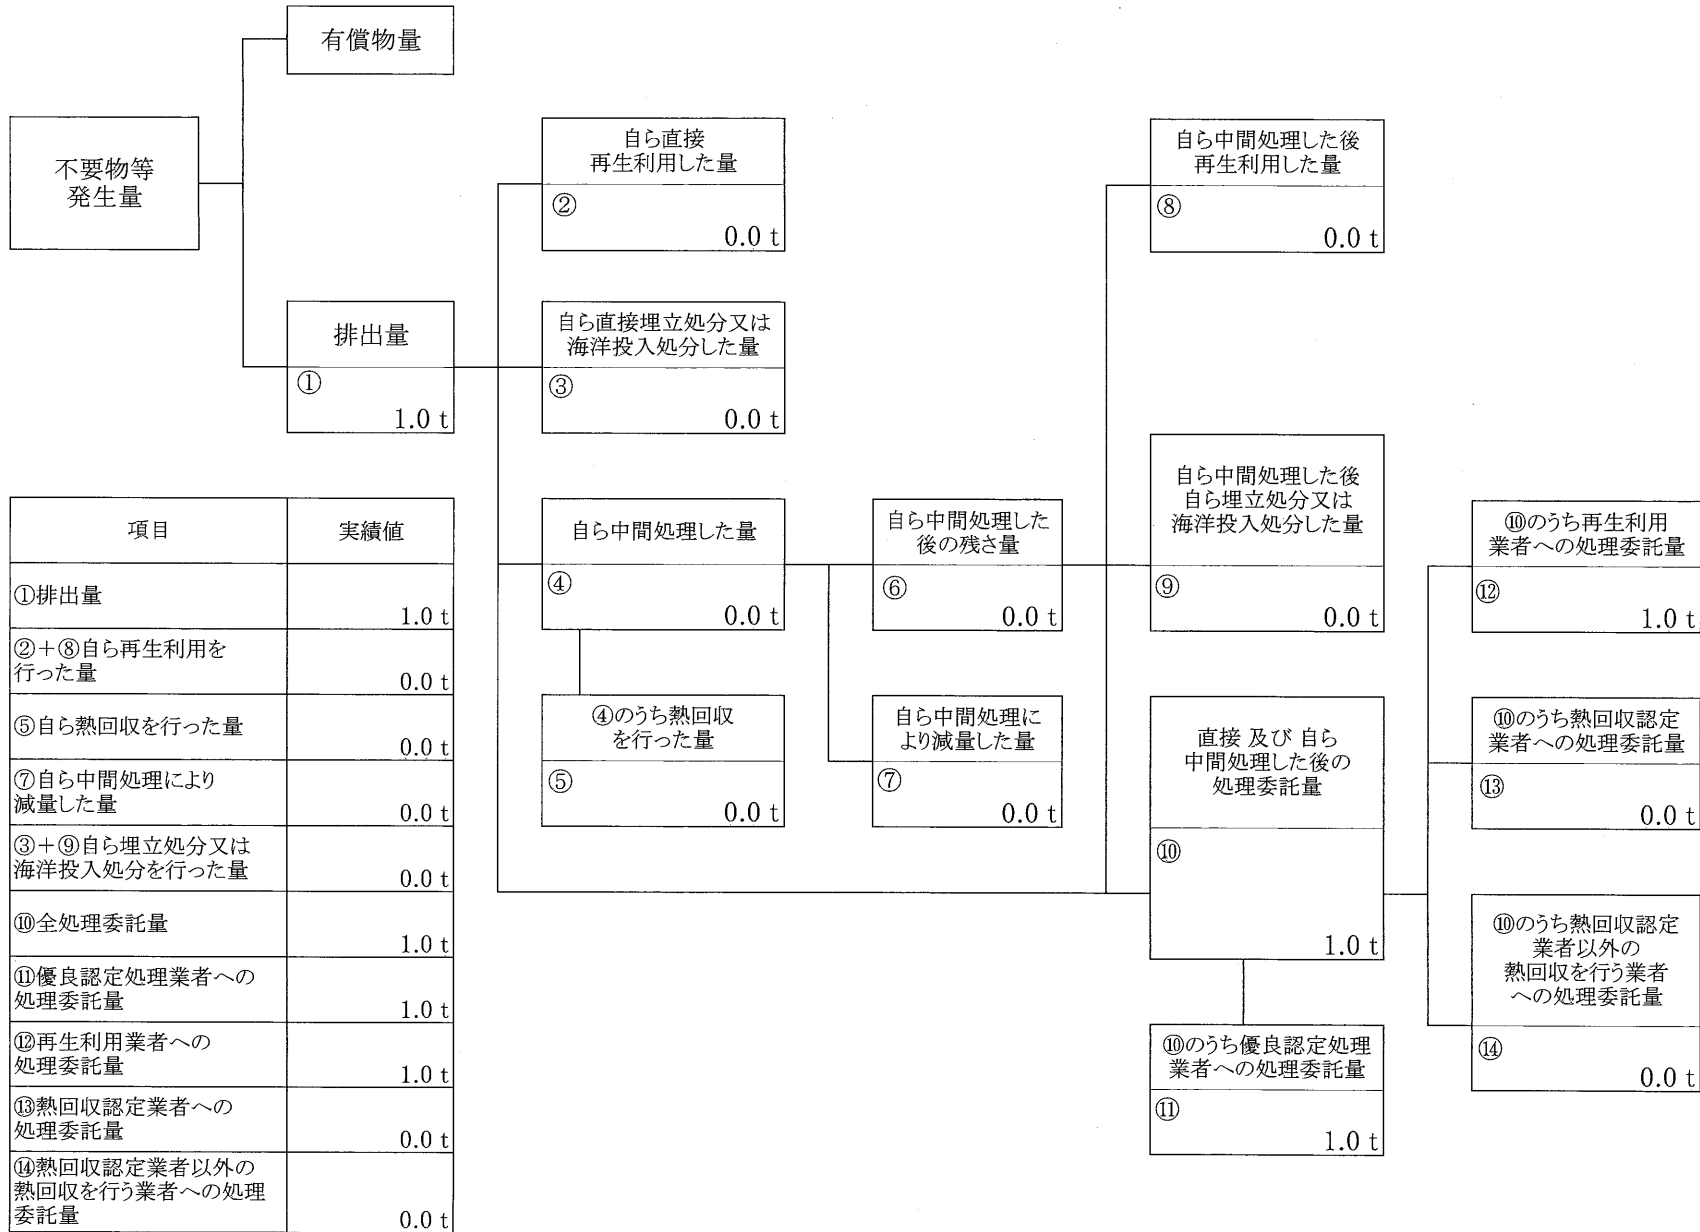 有償物量
不要物等
発生量
排出量
①
1.0 t
自ら直接
再生利用した量
②
0.0 t
自ら直接埋立処分又は
海洋投入処分した量
③
0.0 t
自ら中間処理した量
④
0.0 t
④のうち熱回収
を行った量
⑤
0.0 t
自ら中間処理した
後の残さ量
⑥
0.0 t
自ら中間処理に
より減量した量
⑦
0.0 t
自ら中間処理した後
再生利用した量
⑧
0.0 t
自ら中間処理した後
自ら埋立処分又は
海洋投入処分した量
⑨
0.0 t
直接 及び 自ら
中間処理した後の
処理委託量
⑩
1.0 t
⑩のうち優良認定処理
業者への処理委託量
⑪
1.0 t
⑩のうち再生利用
業者への処理委託量
⑫
1.0 t
⑩のうち熱回収認定
業者への処理委託量
⑬
0.0 t
⑩のうち熱回収認定
業者以外の
熱回収を行う業者
への処理委託量
⑭
0.0 t
項目 実績値
①排出量
1.0 t
②+⑧自ら再生利用を
行った量
0.0 t
⑤自ら熱回収を行った量
0.0 t
⑦自ら中間処理により
減量した量
0.0 t
③+⑨自ら埋立処分又は
海洋投入処分を行った量
0.0 t
⑩全処理委託量
1.0 t
⑪優良認定処理業者への
処理委託量
1.0 t
⑫再生利用業者への
処理委託量
1.0 t
⑬熱回収認定業者への
処理委託量
0.0 t
⑭熱回収認定業者以外の
熱回収を行う業者への処理
委託量
0.0 t